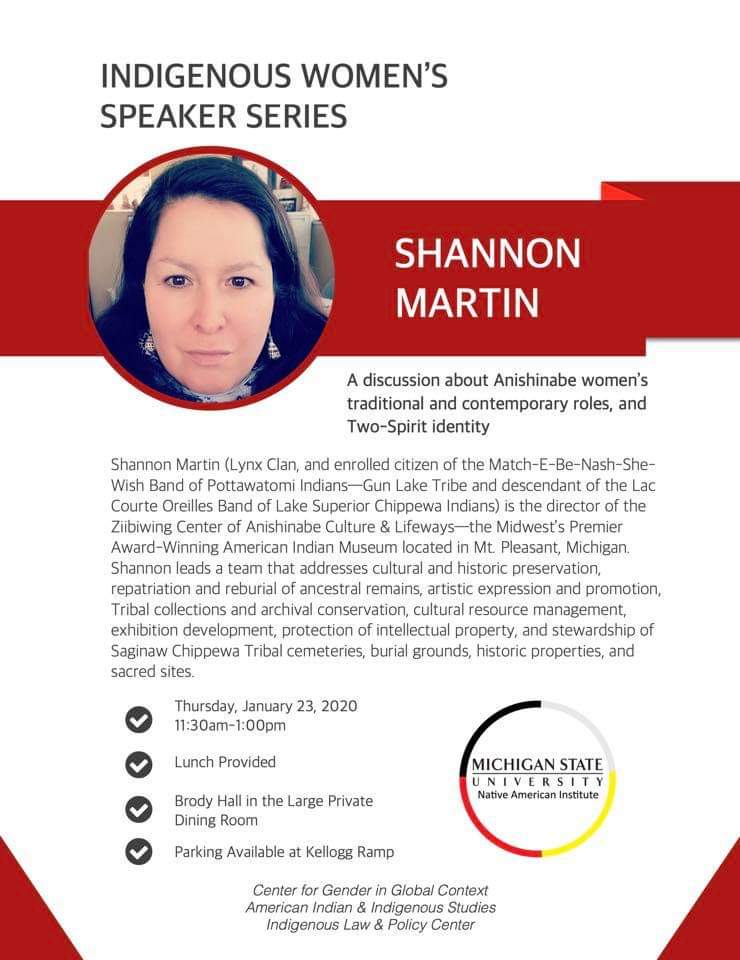 INDIGENOUS WOMEN'S
SPEAKER SERIES
SHANNON
MARTIN
A discussion about Anishinabe women's
traditional and contemporary roles, and
Two-Spirit identity
Shannon Martin (Lynx Clan, and enrolled citizen of the Match-E-Be-Nash-She-
Wish Band of Pottawatomi Indians—Gun Lake Tribe and descendant of the Lac
Courte Oreilles Band of Lake Superior Chippewa Indians) is the director of the
Ziibiwing Center of Anishinabe Culture & Lifeways—the Midwest's Premier
Award-Winning American Indian Museum located in Mt. Pleasant, Michigan.
Shannon leads a team that addresses cultural and historic preservation,
repatriation and reburial of ancestral remains, artistic expression and promotion,
Tribal collections and archival conservation, cultural resource management,
exhibition development, protection of intellectual property, and stewardship of
Saginaw Chippewa Tribal cemeteries, burial grounds, historic properties, and
sacred sites.
Thursday, January 23, 2020
11:30am-1:00pm
Lunch Provided
Brody Hall in the Large Private
Dining Room
Parking Available at Kellogg Ramp
MICHIGAN STATE
UNIVERSITY
Native American Institute
Center for Gender in Global Context
American Indian & Indigenous Studies
Indigenous Law & Policy Center